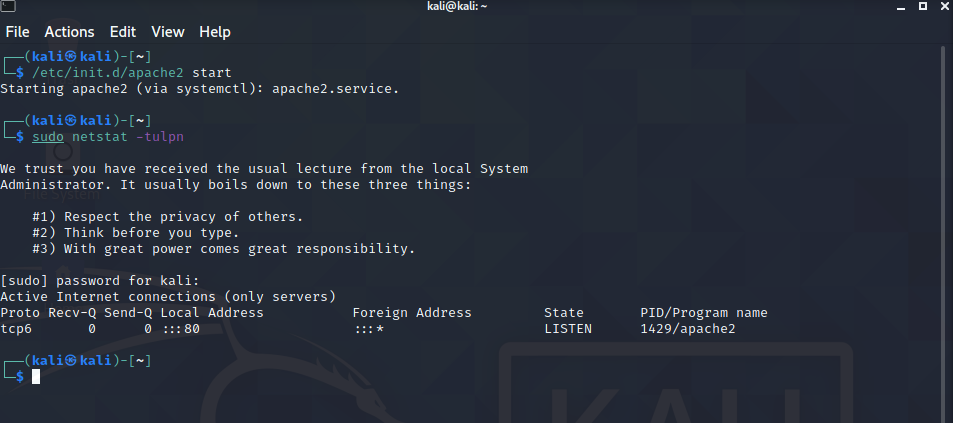 kali@kali: ~
File Actions Edit View Help
┌──(kali㉿kali)-[~]
└─$ /etc/init.d/apache2 start
Starting apache2 (via systemctl): apache2.service.
┌──(kali㉿kali)-[~]
└─$ sudo netstat -tulpn
We trust you have received the usual lecture from the local System
Administrator. It usually boils down to these three things:
#1) Respect the privacy of others.
#2) Think before you type.
#3) With great power comes great responsibility.
[sudo] password for kali:
Active Internet connections (only servers)
Proto Recv-Q Send-Q Local Address Foreign Address State PID/Program name
tcp6 0 0 :::80 :::* LISTEN 1429/apache2
┌──(kali㉿kali)-[~]
└─$
KALI